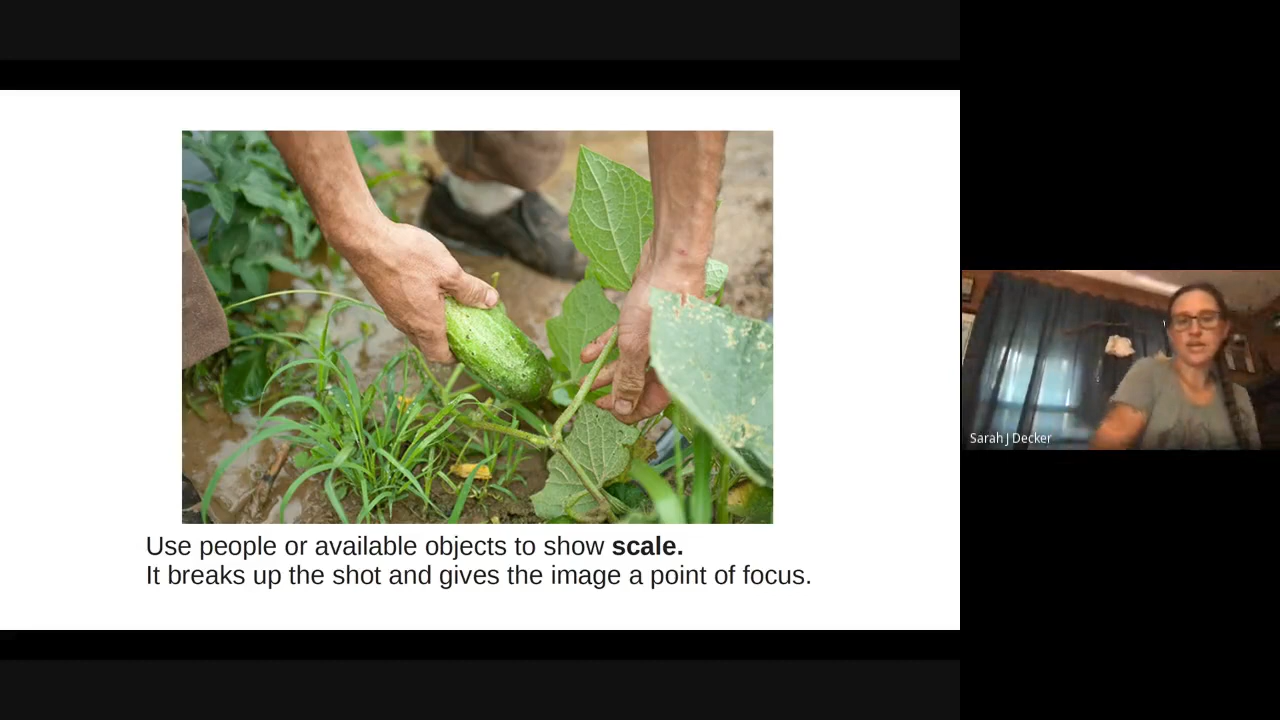 Use people or available objects to show scale.
It breaks up the shot and gives the image a point of focus.
Sarah J Decker